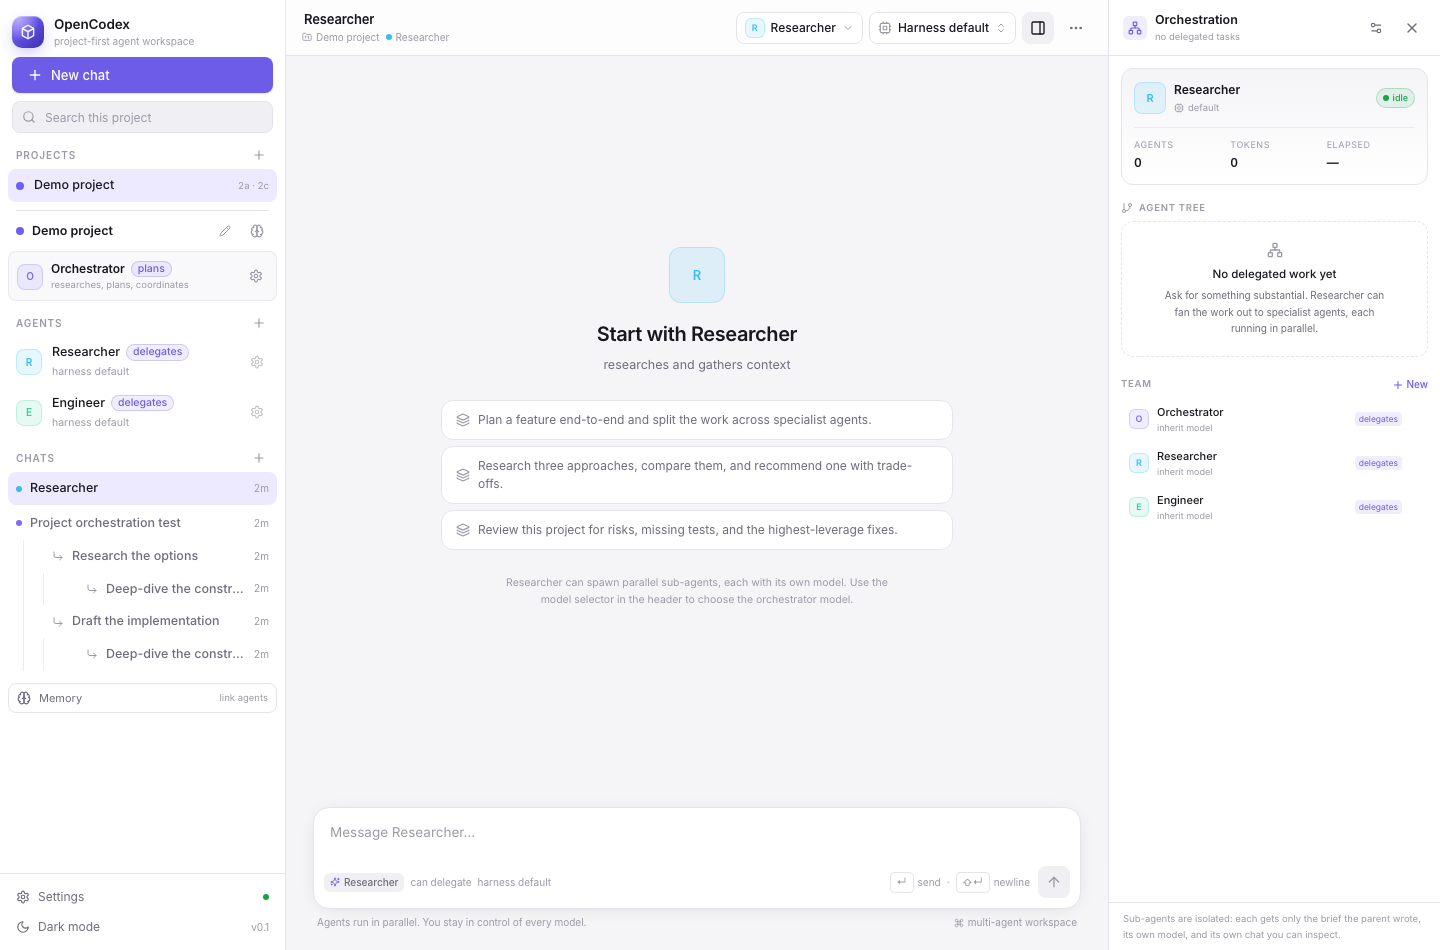 OpenCodex
project-first agent workspace
New chat
Search this project
PROJECTS
Demo project 2a · 2c
Demo project
O Orchestrator plans
researches, plans, coordinates
AGENTS
R Researcher delegates
harness default
E Engineer delegates
harness default
CHATS
Researcher 2m
Project orchestration test 2m
Research the options 2m
Deep-dive the constr... 2m
Draft the implementation 2m
Deep-dive the constr... 2m
Memory link agents
Settings
Dark mode v0.1
Researcher
Demo project Researcher
R Researcher
Harness default
R
Start with Researcher
researches and gathers context
Plan a feature end-to-end and split the work across specialist agents.
Research three approaches, compare them, and recommend one with trade-
offs.
Review this project for risks, missing tests, and the highest-leverage fixes.
Researcher can spawn parallel sub-agents, each with its own model. Use the
model selector in the header to choose the orchestrator model.
Message Researcher...
Researcher can delegate harness default
send · newline
Agents run in parallel. You stay in control of every model.
multi-agent workspace
Orchestration
no delegated tasks
R Researcher idle
default
AGENTS TOKENS ELAPSED
0 0 —
AGENT TREE
No delegated work yet
Ask for something substantial. Researcher can
fan the work out to specialist agents, each
running in parallel.
TEAM New
O Orchestrator delegates
inherit model
R Researcher delegates
inherit model
E Engineer delegates
inherit model
Sub-agents are isolated: each gets only the brief the parent wrote,
its own model, and its own chat you can inspect.